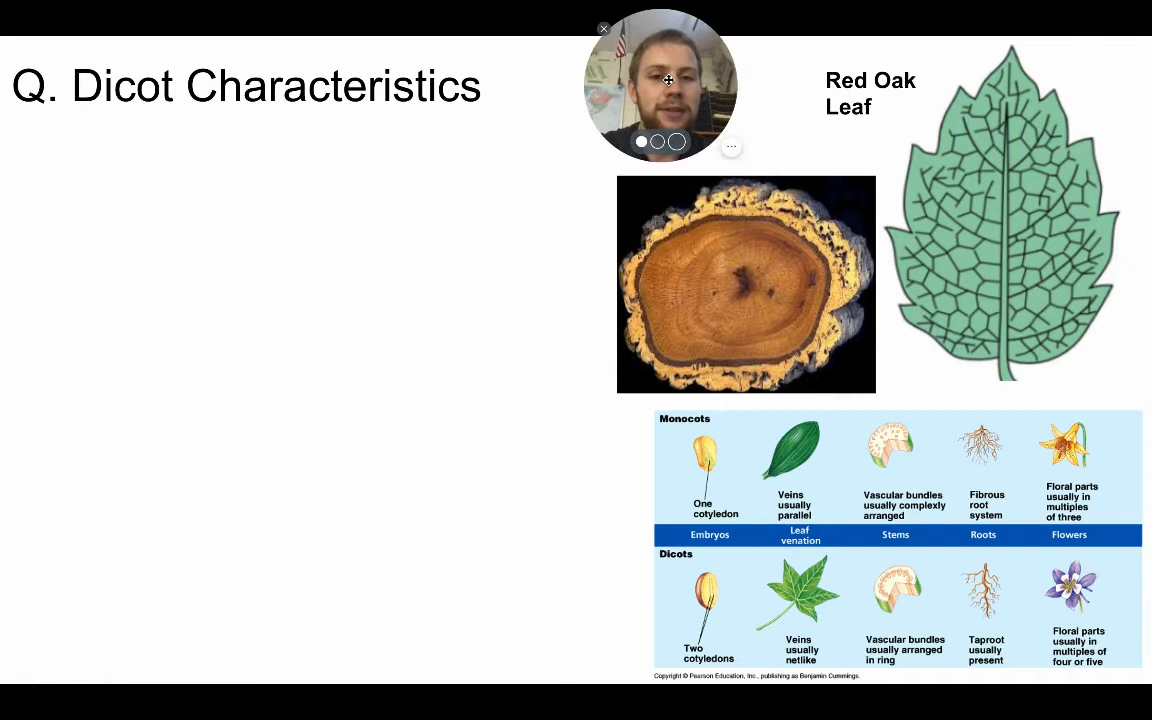 Q. Dicot Characteristics
Red Oak
Leaf
Monocots
One
cotyledon
Veins
usually
parallel
Vascular bundles
usually complexly
arranged
Fibrous
root
system
Floral parts
usually in
multiples
of three
Embryos
Leaf
venation
Stems
Roots
Flowers
Dicots
Two
cotyledons
Veins
usually
netlike
Vascular bundles
usually arranged
in ring
Taproot
usually
present
Floral parts
usually in
multiples of
four or five
Copyright © Pearson Education, Inc., publishing as Benjamin Cummings.